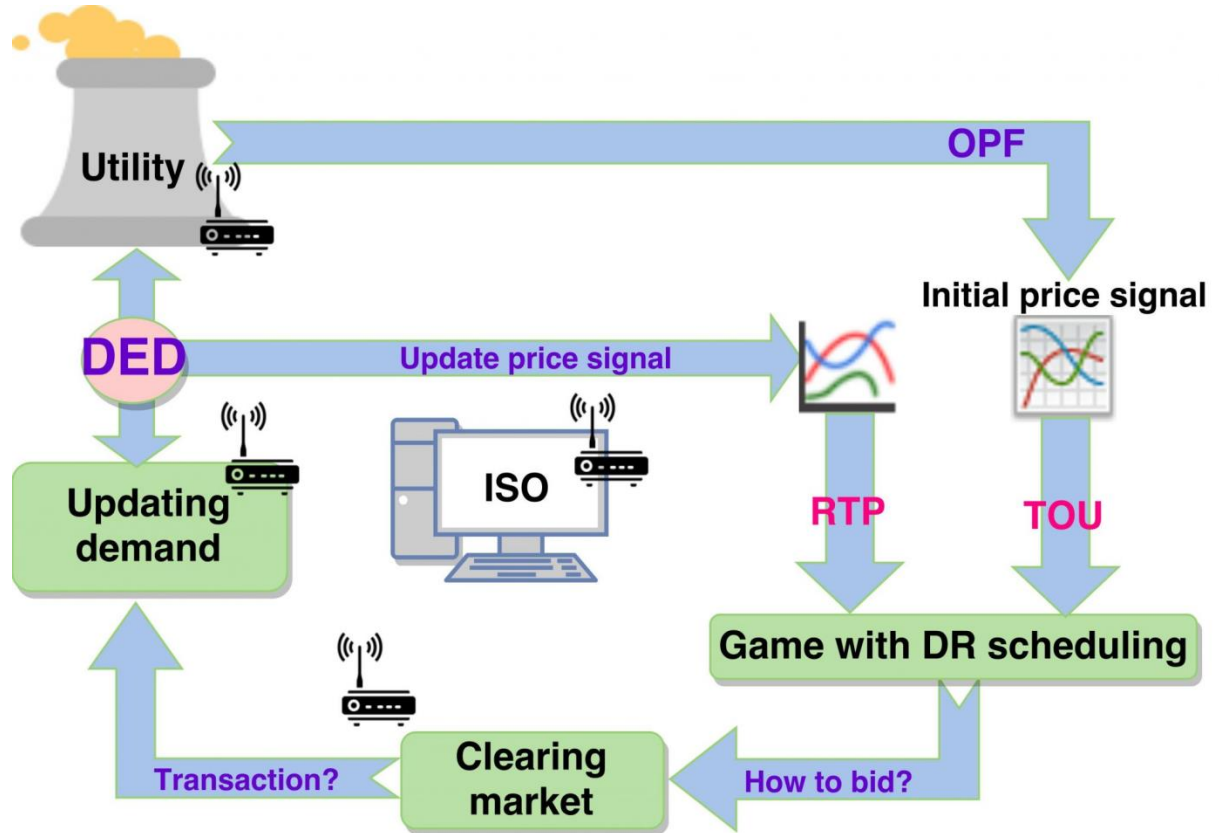 OPF
Utility
Initial price signal
DED
Update price signal
ISO
RTP
TOU
Updating
demand
Game with DR scheduling
Clearing
market
Transaction?
How to bid?